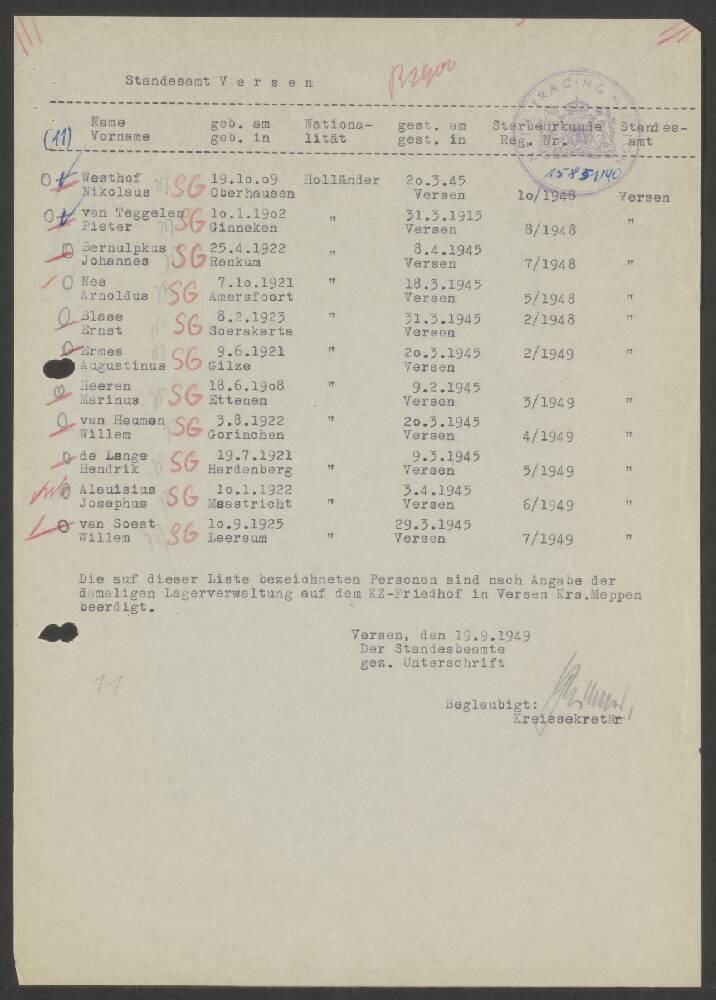 Standesamt V e r s e n
Name geb. am Nationa- gest. am Sterbeurkunde Standes-
(11) Vorname geb. in lität gest. in Reg. Nr. amt
Westhof SG 19.1o.o9 Holländer 2o.3.45
Nikolaus Oberhausen Versen 1o/1948 Versen
van Teggelen SG 1o.1.19o2 " 31.3.1915 "
Pieter Ginneken Versen 8/1948
Bernulpkus SG 25.4.1922 " 8.4.1945
Johannes Renkum Versen 7/1948 "
Nes SG 7.1o.1921 " 18.3.1945
Arnoldus Amersfoort Versen 5/1948 "
Blase SG 8.2.1923 " 31.3.1945 2/1948 "
Ernst Soerakarta Versen
Ermes SG 9.6.1921 " 2o.3.1945 2/1949 "
Augustinus Gilze Versen
Heeren SG 18.6.19o8 " 9.2.1945
Marinus Ettenen Versen 3/1949 "
van Heumen SG 3.8.1922 " 2o.3.1945
Willem Gorinchen Versen 4/1949 "
de Lange SG 19.7.1921 9.3.1945
Hendrik Hardenberg " Versen 5/1949 "
Alauisius SG 1o.1.1922 3.4.1945
Josephus Maastricht " Versen 6/1949 "
van Soest SG 1o.9.1925 29.3.1945
Willem Leersum " Versen 7/1949 "
Die auf dieser Liste bezeichneten Personen sind nach Angabe der
damaligen Lagerverwaltung auf dem KZ-Friedhof in Versen Krs.Meppen
beerdigt.
Versen, den 19.9.1949
Der Standesbeamte
gez. Unterschrift
11
Beglaubigt:
Kreissekretär